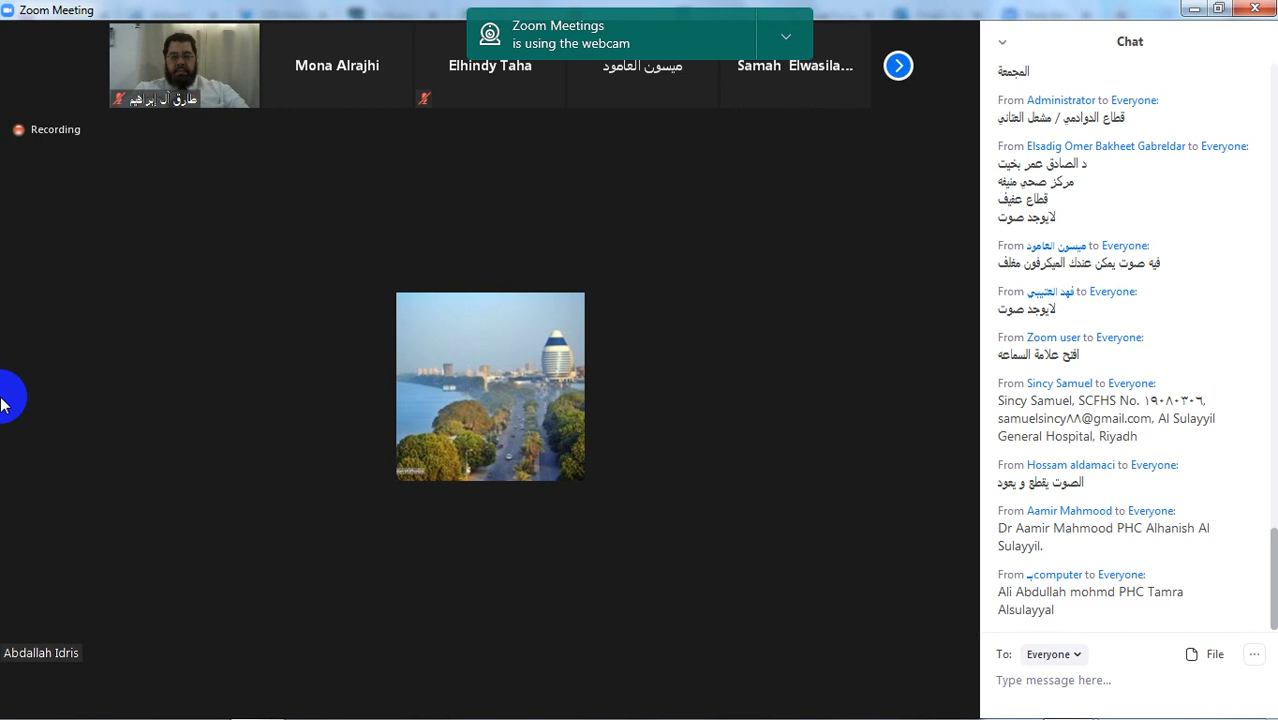 Zoom Meeting
Zoom Meetings
is using the webcam
طارق آل إبراهيم
Mona Alrajhi
Elhindy Taha
ميسون العامود
Samah Elwasila...
Recording
Abdallah Idris
Chat
المجمعة
From Administrator to Everyone:
قطاع الدوادمي / مشعل العتاني
From Elsadig Omer Bakheet Gabreldar to Everyone:
د الصادق عمر بخيت
مركز صحي منيفه
قطاع عفيف
لايوجد صوت
From ميسون العامود to Everyone:
فيه صوت يمكن عندك الميكرفون مغلف
From فهد العتيبي to Everyone:
لايوجد صوت
From Zoom user to Everyone:
افتح علامة السماعه
From Sincy Samuel to Everyone:
Sincy Samuel, SCFHS No. ١٩٠٨٠٣٠٦,
samuelsincy٨٨@gmail.com, Al Sulayyil
General Hospital, Riyadh
From Hossam aldamaci to Everyone:
الصوت يقطع و يعود
From Aamir Mahmood to Everyone:
Dr Aamir Mahmood PHC Alhanish Al
Sulayyil.
From بـcomputer to Everyone:
Ali Abdullah mohmd PHC Tamra
Alsulayyal
To: Everyone
File
Type message here...